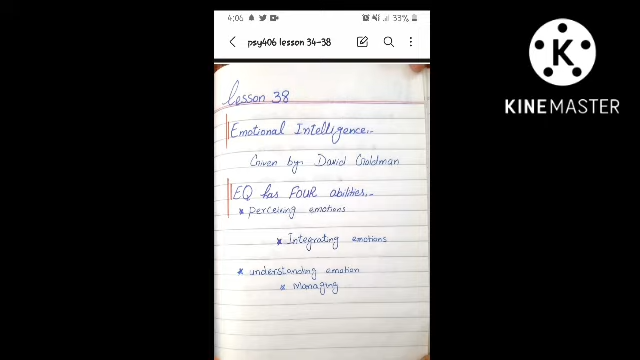 4:06
33%
psy406 lesson 34-38
K
KINEMASTER
Lesson 38
Emotional Intelligence:-
Given by: David Goldman
EQ has FOUR abilities:-
* perceiving emotions
* Integrating emotions
* understanding emotion
* Managing